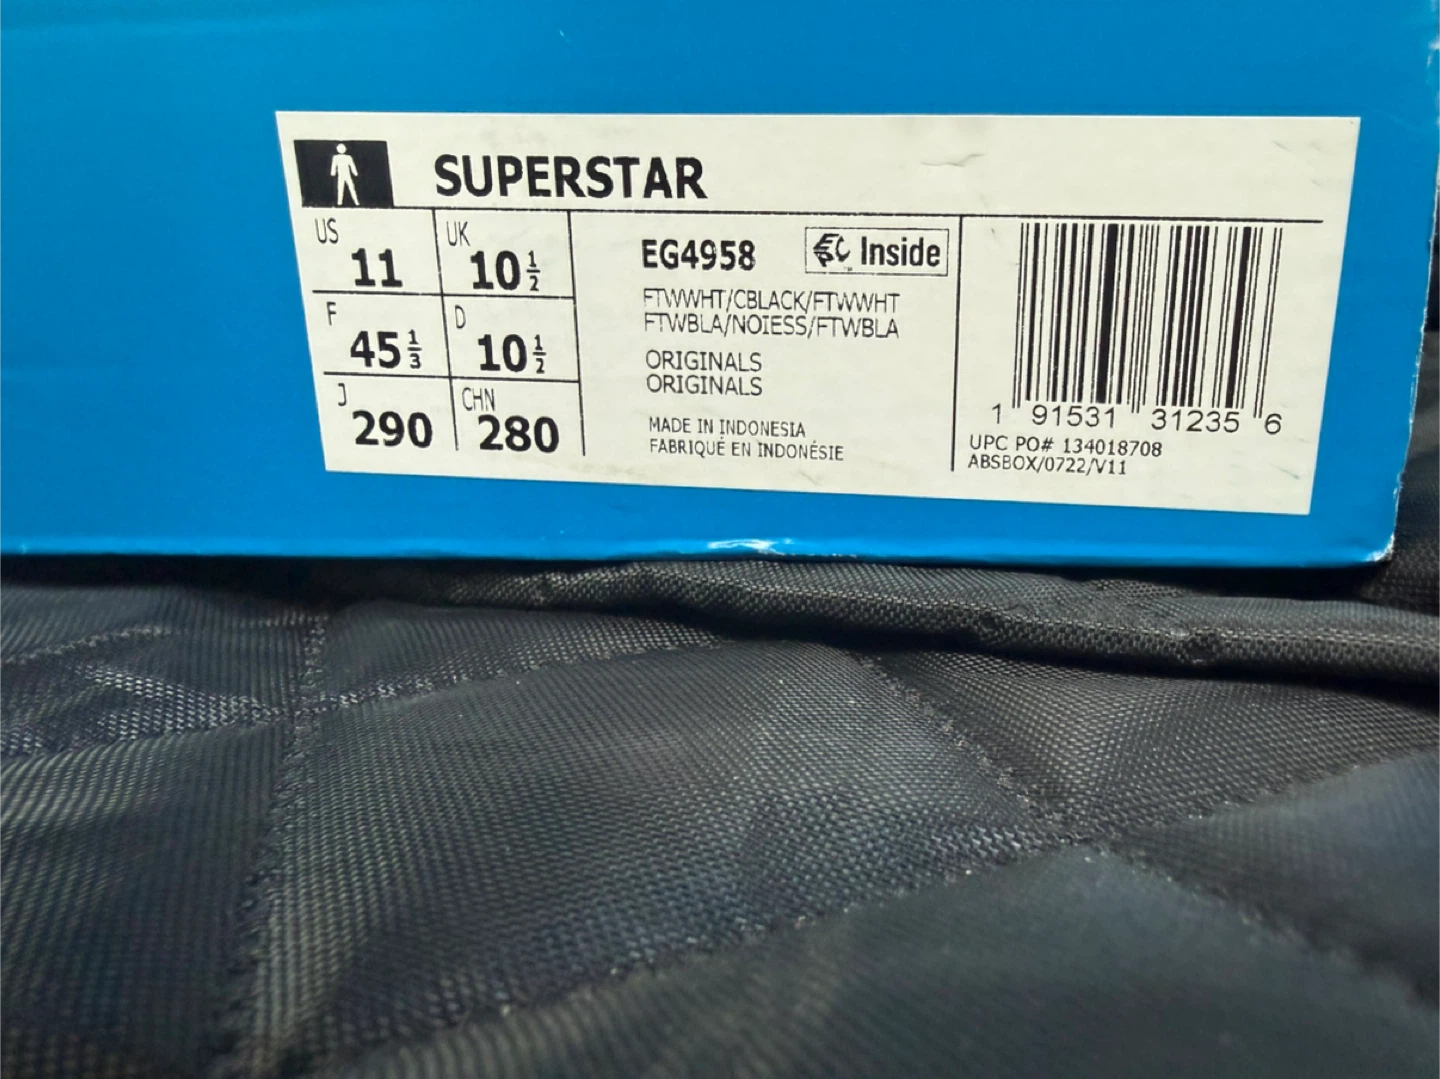 SUPERSTAR
US 11 UK 10 1/2
F 45 1/3 D 10 1/2
J 290 CHN 280
EG4958 Inside
FTWWHT/CBLACK/FTWWHT
FTWBLA/NOIESS/FTWBLA
ORIGINALS
ORIGINALS
MADE IN INDONESIA
FABRIQUÉ EN INDONÉSIE
1 91531 31235 6
UPC PO# 134018708
ABSBOX/0722/V11